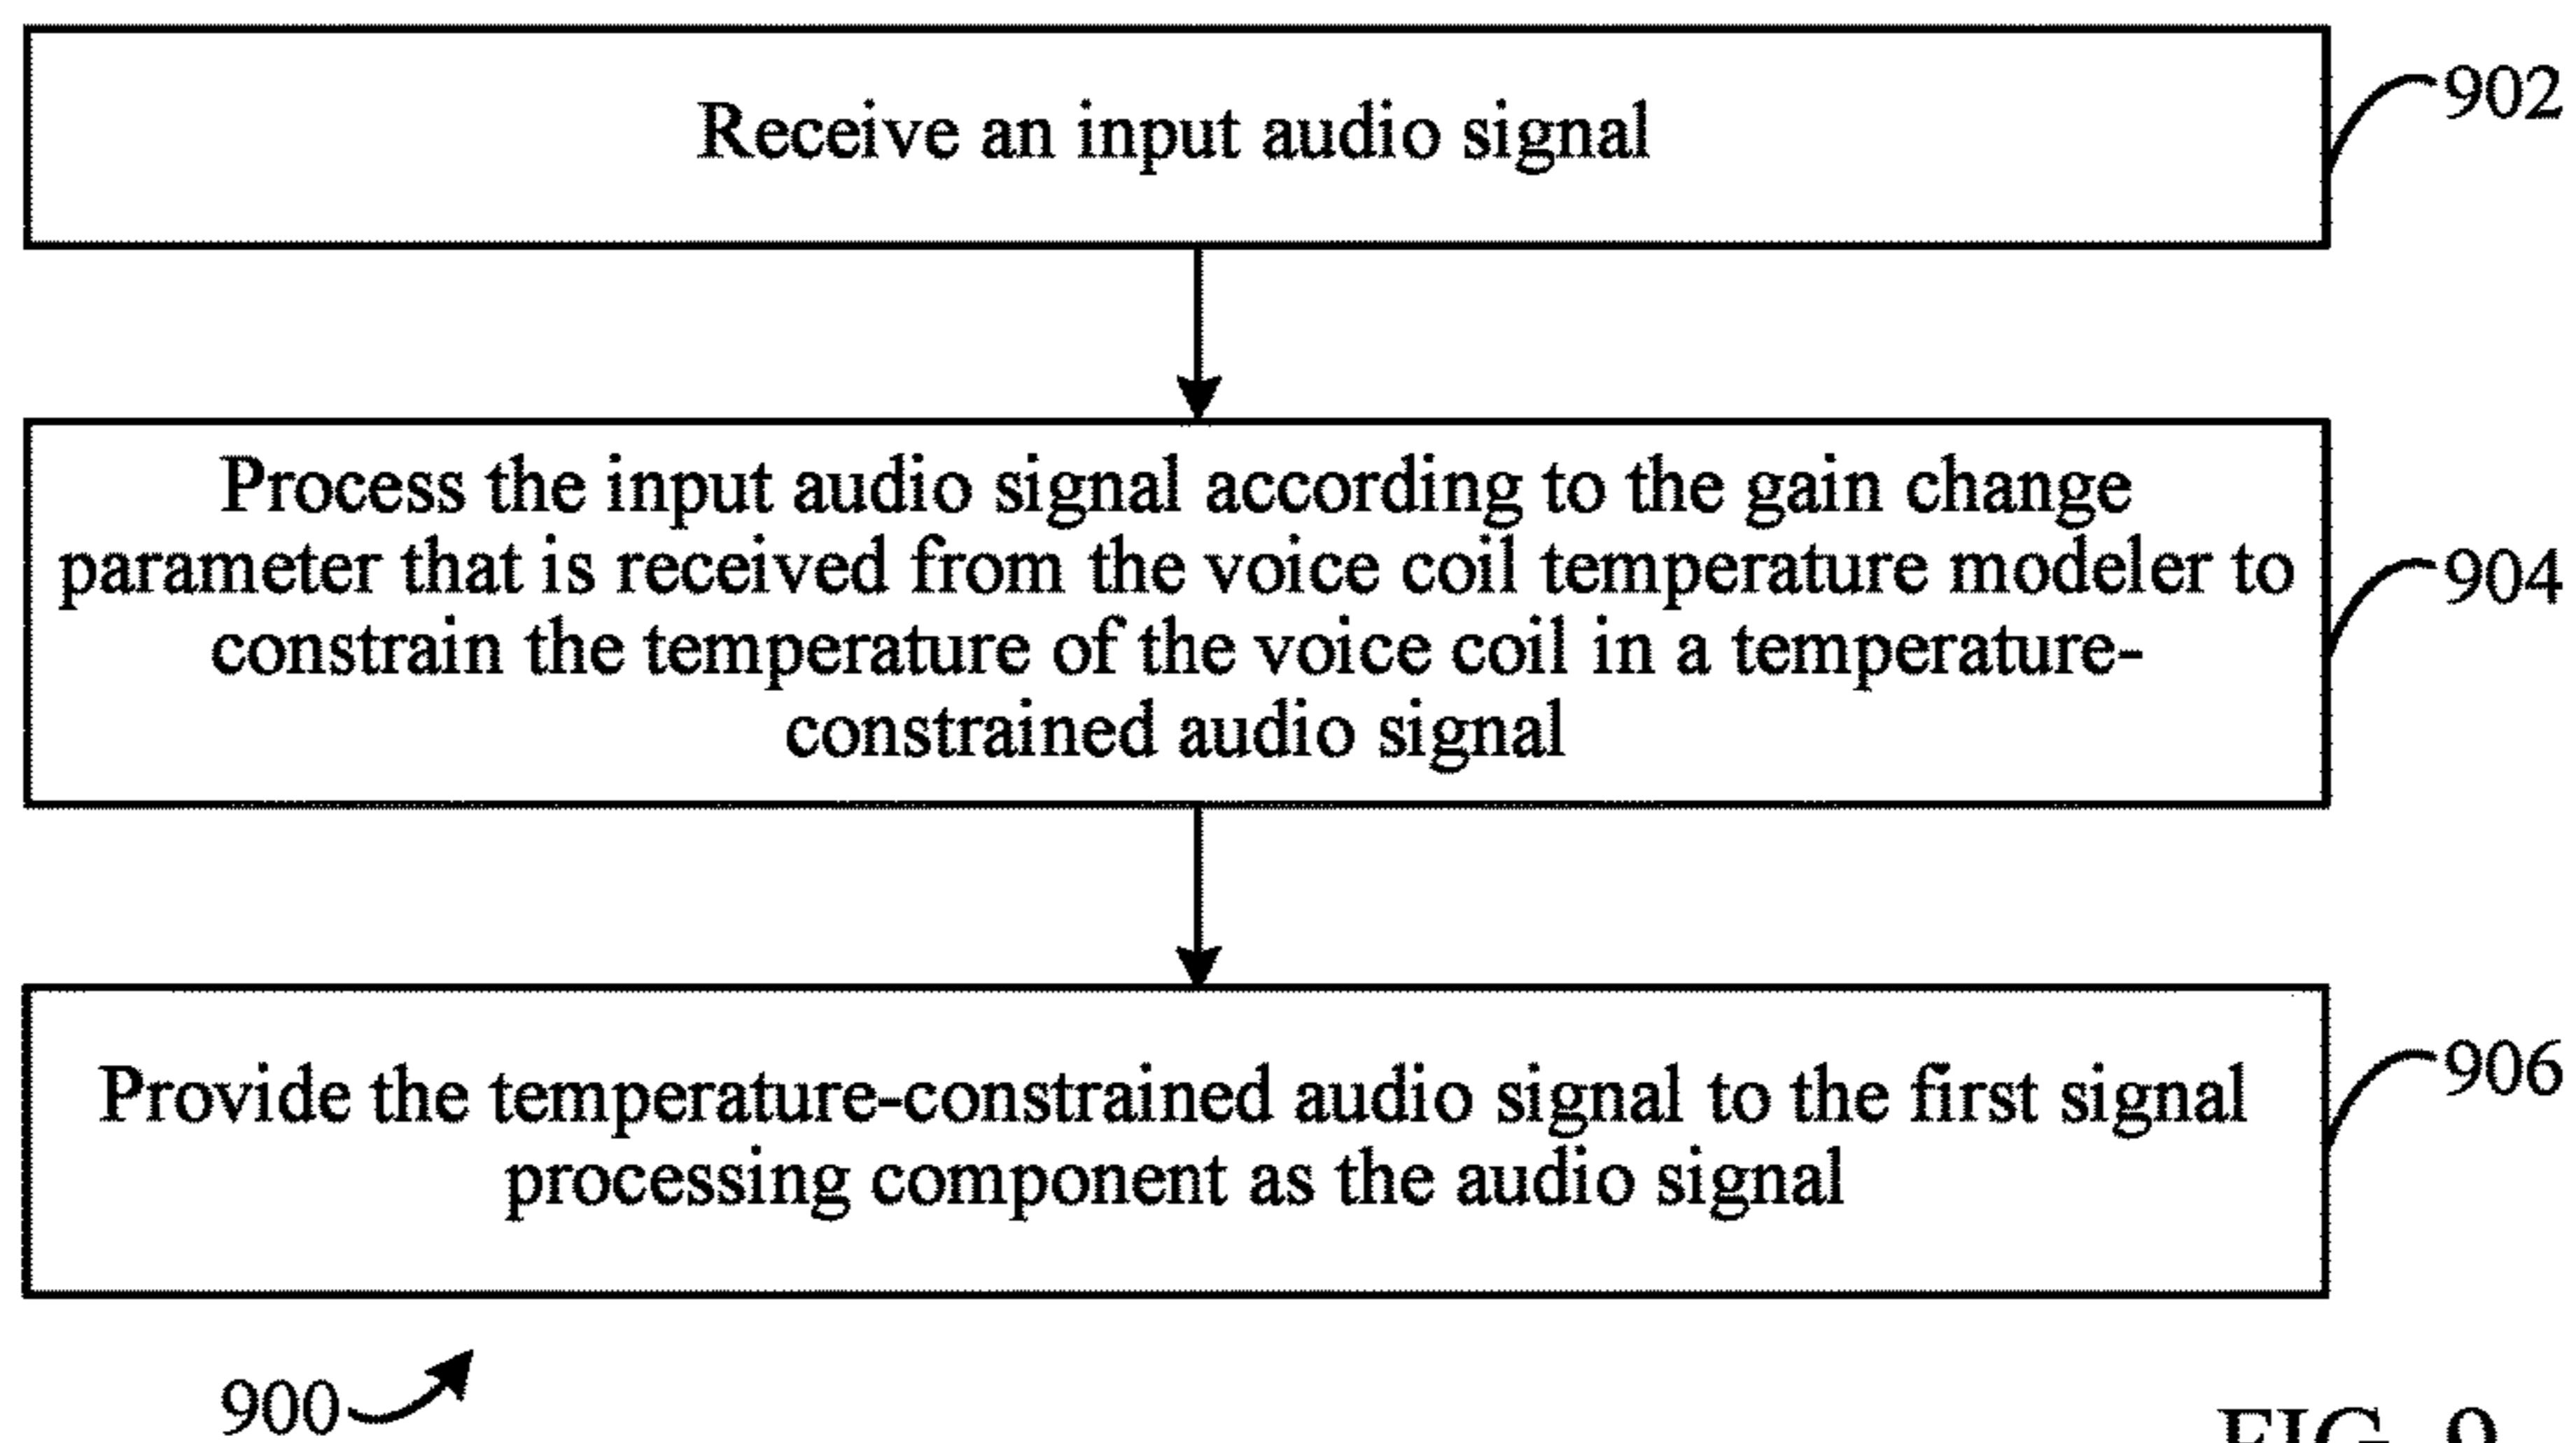 Receive an input audio signal
902
Process the input audio signal according to the gain change
parameter that is received from the voice coil temperature modeler to
constrain the temperature of the voice coil in a temperature-
constrained audio signal
904
Provide the temperature-constrained audio signal to the first signal
processing component as the audio signal
906
900
FIG. 9